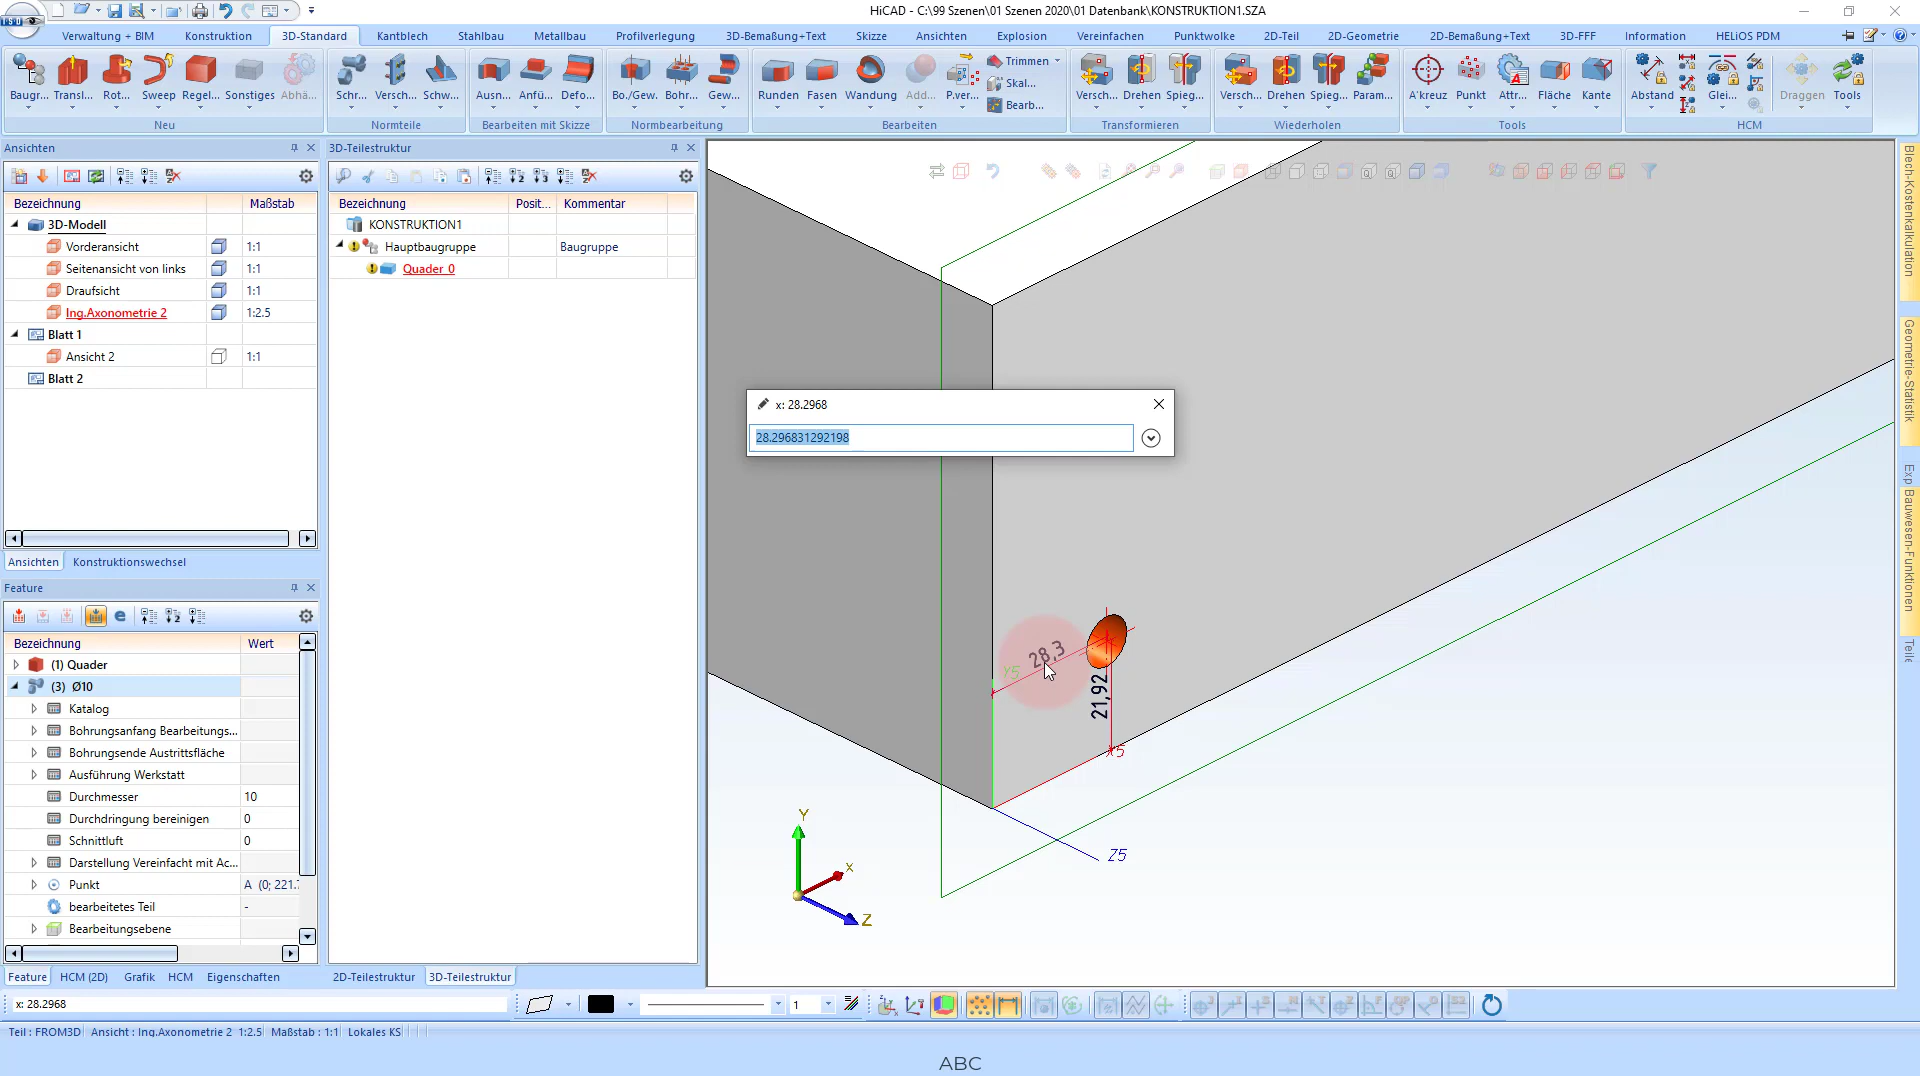 HiCAD - C:\99 Szenen\01 Szenen 2020\01 Datenbank\KONSTRUKTION1.SZA
ISD
Verwaltung + BIM Konstruktion 3D-Standard Kantblech Stahlbau Metallbau Profilverlegung 3D-Bemaßung+Text Skizze Ansichten Explosion Vereinfachen Punktwolke 2D-Teil 2D-Geometrie 2D-Bemaßung+Text 3D-FFF Information HELiOS PDM
Trimmen
Skal...
Bearb...
Baugr... Transl... Rot... Sweep Regel... Sonstiges Abhä... Schr... Versch... Schw... Ausn... Anfü... Defo... Bo./Gew. Bohr... Gew... Runden Fasen Wandung Add... P.ver... Versch... Drehen Spieg... Versch... Drehen Spieg... Param... A'kreuz Punkt Attr... Fläche Kante Abstand Glei... Draggen Tools
Neu Normteile Bearbeiten mit Skizze Normbearbeitung Bearbeiten Transformieren Wiederholen Tools HCM
Ansichten
Bezeichnung Maßstab
3D-Modell
Vorderansicht 1:1
Seitenansicht von links 1:1
Draufsicht 1:1
Ing.Axonometrie 2 1:2.5
Blatt 1
Ansicht 2 1:1
Blatt 2
Ansichten Konstruktionswechsel
Feature
Bezeichnung Wert
(1) Quader
(3) Ø10
Katalog
Bohrungsanfang Bearbeitungs...
Bohrungsende Austrittsfläche
Ausführung Werkstatt
Durchmesser 10
Durchdringung bereinigen 0
Schnittluft 0
Darstellung Vereinfacht mit Ac...
Punkt A (0; 221.7
bearbeitetes Teil -
Bearbeitungsebene
Feature HCM (2D) Grafik HCM Eigenschaften
3D-Teilestruktur
Bezeichnung Posit... Kommentar
KONSTRUKTION1
Hauptbaugruppe Baugruppe
Quader_0
2D-Teilestruktur 3D-Teilestruktur
x: 28.2968
28.296831292198
28,3
Y5
21,92
X5
Z5
Y
X
Z
Blech-Kostenkalkulation
Geometrie-Statistik
Exp
Bauwesen-Funktionen
Teile
x: 28.2968
1
Teil : FROM3D Ansicht : Ing.Axonometrie 2 1:2.5 Maßstab : 1:1 Lokales KS
ABC